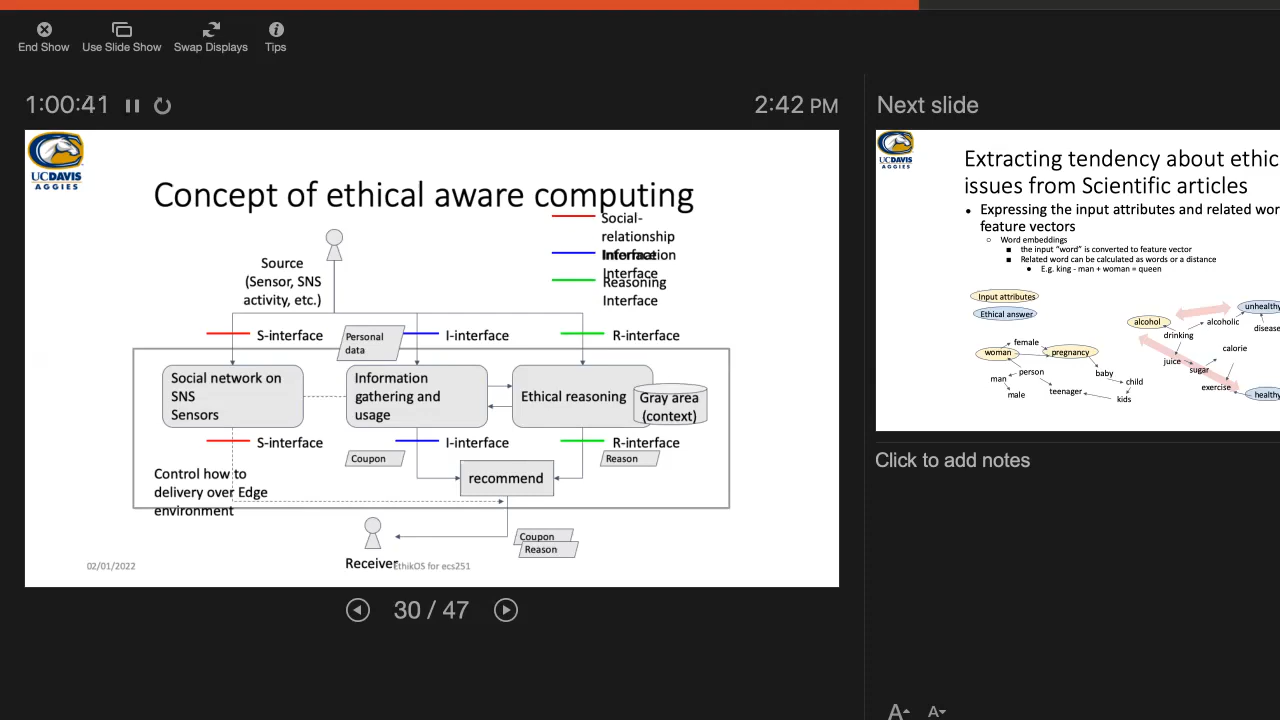 End Show
Use Slide Show
Swap Displays
Tips
1:00:41
2:42 PM
UCDAVIS
AGGIES
Concept of ethical aware computing
Social-
relationship
Interface
Information
Interface
Reasoning
Interface
Source
(Sensor, SNS
activity, etc.)
S-interface
Personal
data
I-interface
R-interface
Social network on
SNS
Sensors
Information
gathering and
usage
Ethical reasoning
Gray area
(context)
S-interface
I-interface
R-interface
Coupon
Reason
recommend
Control how to
delivery over Edge
environment
Coupon
Reason
Receiver
02/01/2022
EthikOS for ecs251
30 / 47
Next slide
UCDAVIS
AGGIES
Extracting tendency about ethic
issues from Scientific articles
• Expressing the input attributes and related wor
feature vectors
○ Word embeddings
■ the input “word” is converted to feature vector
■ Related word can be calculated as words or a distance
● E.g. king - man + woman = queen
Input attributes
Ethical answer
unhealthy
alcohol
alcoholic
disease
drinking
female
woman
pregnancy
calorie
juice
sugar
person
baby
man
child
exercise
teenager
male
kids
healthy
Click to add notes
A
A